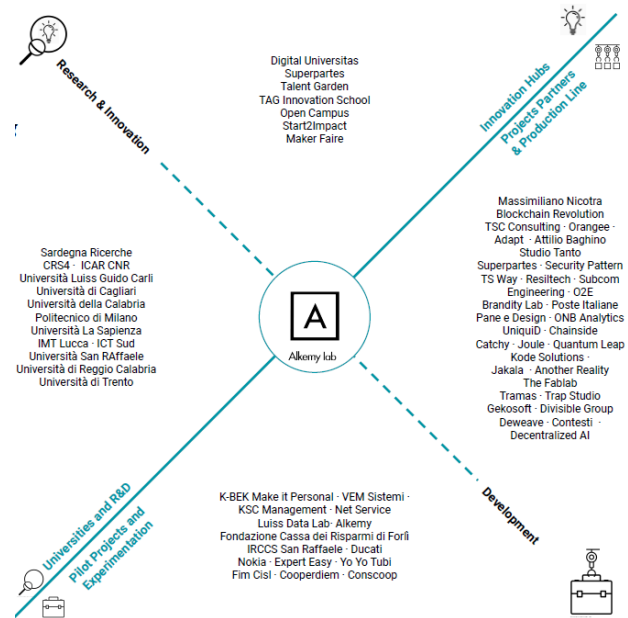 Research & Innovation
Digital Universitas
Superpartes
Talent Garden
TAG Innovation School
Open Campus
Start2Impact
Maker Faire
Innovation Hubs
Projects Partners
& Production Line
Sardegna Ricerche
CRS4 · ICAR CNR
Università Luiss Guido Carli
Università di Cagliari
Università della Calabria
Politecnico di Milano
Università La Sapienza
IMT Lucca · ICT Sud
Università San RAffaele
Università di Reggio Calabria
Università di Trento
A
Alkemy lab
Massimiliano Nicotra
Blockchain Revolution
TSC Consulting · Orangee ·
Adapt · Attilio Baghino
Studio Tanto
Superpartes · Security Pattern
TS Way · Resiltech · Subcom
Engineering · O2E
Brandity Lab · Poste Italiane
Pane e Design · ONB Analytics
UniquiD · Chainside
Catchy · Joule · Quantum Leap
Kode Solutions ·
Jakala · Another Reality
The Fablab
Tramas · Trap Studio
Gekosoft · Divisible Group
Deweave · Contesti ·
Decentralized AI
Universities and R&D
Pilot Projects and
Experimentation
K-BEK Make it Personal · VEM Sistemi ·
KSC Management · Net Service
Luiss Data Lab· Alkemy
Fondazione Cassa dei Risparmi di Forlì
IRCCS San Raffaele · Ducati
Nokia · Expert Easy · Yo Yo Tubi
Fim Cisl · Cooperdiem · Conscoop
Development